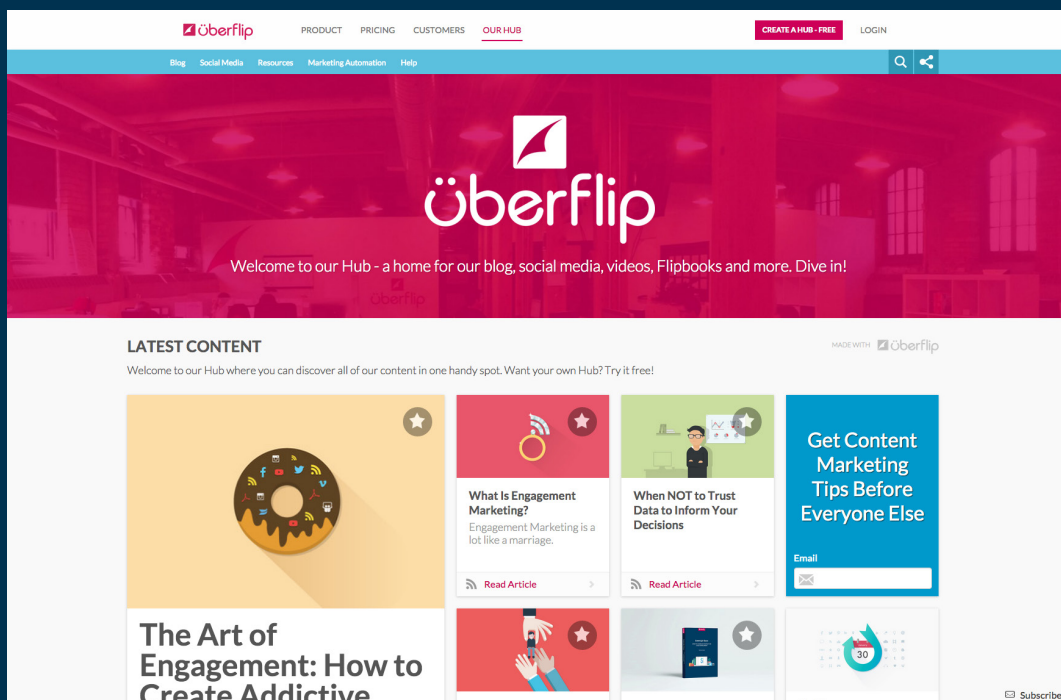 überflip
PRODUCT PRICING CUSTOMERS OUR HUB
CREATE A HUB - FREE LOGIN
Blog Social Media Resources Marketing Automation Help
überflip
Welcome to our Hub - a home for our blog, social media, videos, Flipbooks and more. Dive in!
überflip
LATEST CONTENT
MADE WITH überflip
Welcome to our Hub where you can discover all of our content in one handy spot. Want your own Hub? Try it free!
What Is Engagement
Marketing?
Engagement Marketing is a
lot like a marriage.
Read Article
When NOT to Trust
Data to Inform Your
Decisions
Read Article
Get Content
Marketing
Tips Before
Everyone Else
Email
The Art of
Engagement: How to
Create Addictive
30
Subscribe